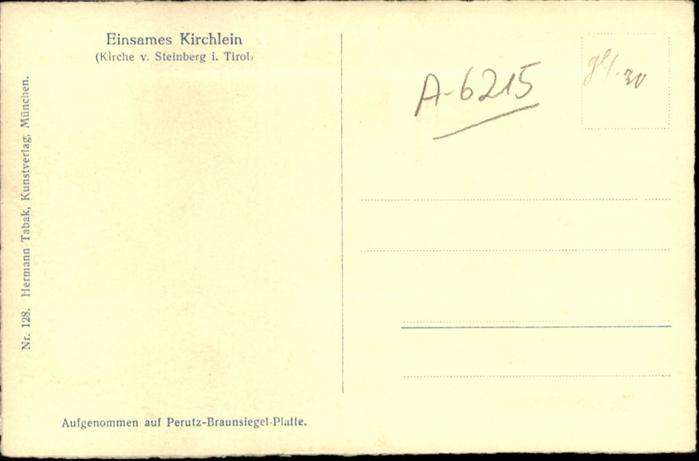 Einsames Kirchlein
(Kirche v. Steinberg i. Tirol)
Nr. 128. Hermann Tabak, Kunstverlag, München.
A-6215
Aufgenommen auf Perutz-Braunsiegel-Platte.